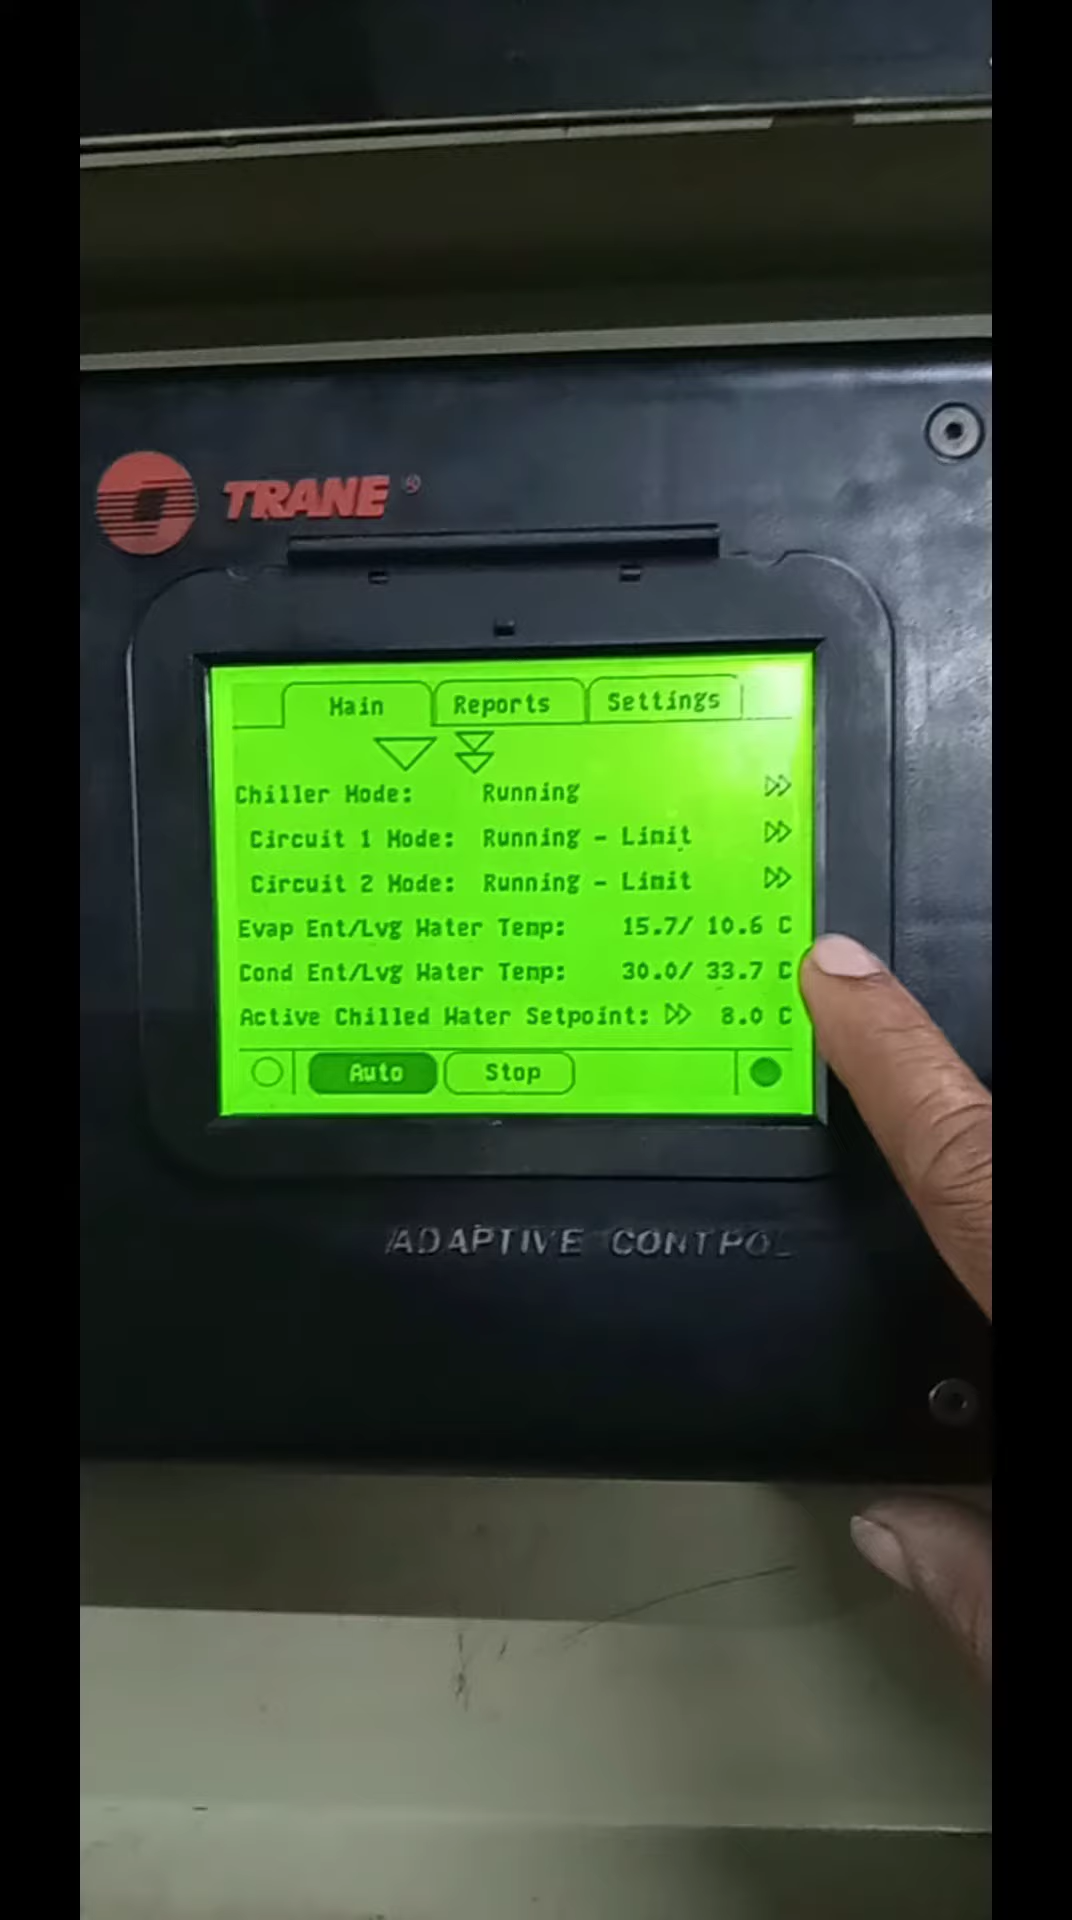 TRANE ®
Main Reports Settings
Chiller Mode: Running
Circuit 1 Mode: Running - Limit
Circuit 2 Mode: Running - Limit
Evap Ent/Lvg Water Temp: 15.7/ 10.6 C
Cond Ent/Lvg Water Temp: 30.0/ 33.7 C
Active Chilled Water Setpoint: 8.0 C
Auto Stop
ADAPTIVE CONTROL